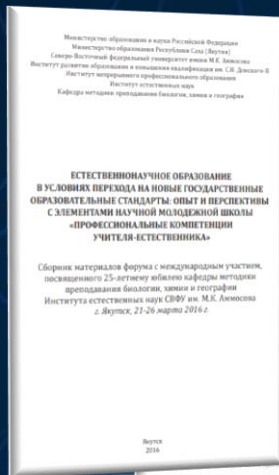 Министерство образования и науки Российской Федерации
Министерство образования Республики Саха (Якутия)
Северо-Восточный федеральный университет имени М.К. Аммосова
Институт развития образования и повышения квалификации им. С.Н. Донского-II
Институт непрерывного профессионального образования
Институт естественных наук
Кафедра методики преподавания биологии, химии и географии
ЕСТЕСТВЕННОНАУЧНОЕ ОБРАЗОВАНИЕ
В УСЛОВИЯХ ПЕРЕХОДА НА НОВЫЕ ГОСУДАРСТВЕННЫЕ
ОБРАЗОВАТЕЛЬНЫЕ СТАНДАРТЫ: ОПЫТ И ПЕРСПЕКТИВЫ
С ЭЛЕМЕНТАМИ НАУЧНОЙ МОЛОДЕЖНОЙ ШКОЛЫ
«ПРОФЕССИОНАЛЬНЫЕ КОМПЕТЕНЦИИ
УЧИТЕЛЯ-ЕСТЕСТВЕННИКА»
Сборник материалов форума с международным участием,
посвященного 25-летнему юбилею кафедры методики
преподавания биологии, химии и географии
Института естественных наук СВФУ им. М.К. Аммосова
г. Якутск, 21-26 марта 2016 г.
Якутск
2016